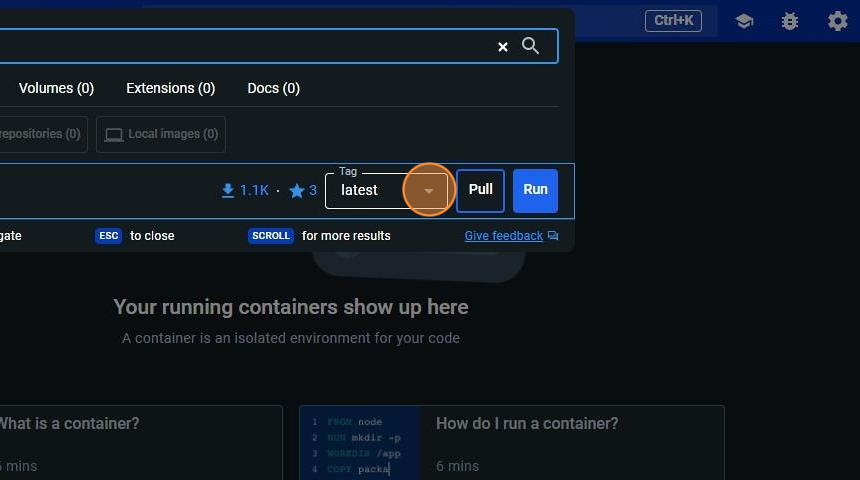 Ctrl+K
Volumes (0) Extensions (0) Docs (0)
repositories (0) Local images (0)
1.1K · 3 Tag latest Pull Run
gate ESC to close SCROLL for more results Give feedback
Your running containers show up here
A container is an isolated environment for your code
What is a container?
6 mins
1 FROM node
2 RUN mkdir -p
3 WORKDIR /app
4 COPY packa
How do I run a container?
6 mins